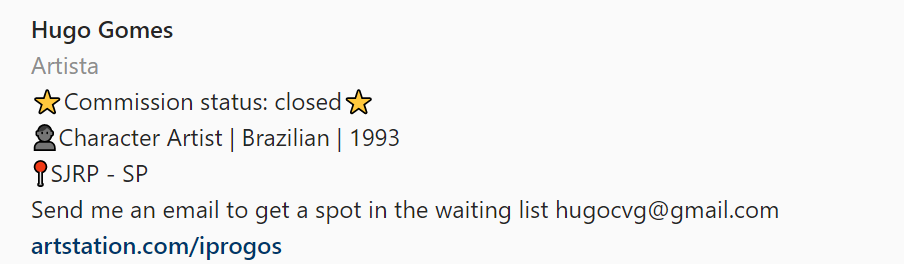 Hugo Gomes
Artista
⭐Commission status: closed⭐
👤Character Artist | Brazilian | 1993
📍SJRP - SP
Send me an email to get a spot in the waiting list hugocvg@gmail.com
artstation.com/iprogos